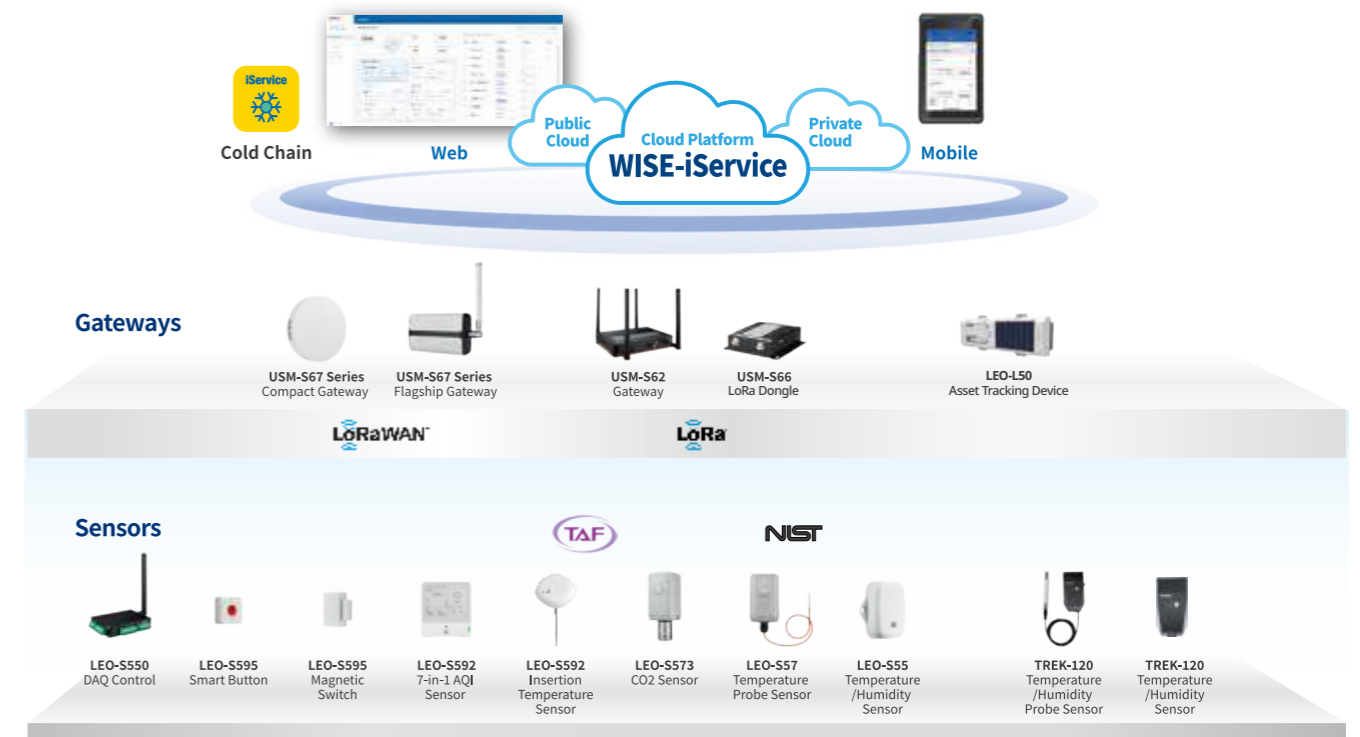 iService
Cold Chain
Web
Public
Cloud
Cloud Platform
WISE-iService
Private
Cloud
Mobile
Gateways
USM-S67 Series
Compact Gateway
USM-S67 Series
Flagship Gateway
USM-S62
Gateway
USM-S66
LoRa Dongle
LEO-L50
Asset Tracking Device
LoRaWAN™
LoRa
Sensors
TAF
NIST
LEO-S550
DAQ Control
LEO-S595
Smart Button
LEO-S595
Magnetic
Switch
LEO-S592
7-in-1 AQI
Sensor
LEO-S592
Insertion
Temperature
Sensor
LEO-S573
CO2 Sensor
LEO-S57
Temperature
Probe Sensor
LEO-S55
Temperature
/Humidity
Sensor
TREK-120
Temperature
/Humidity
Probe Sensor
TREK-120
Temperature
/Humidity
Sensor